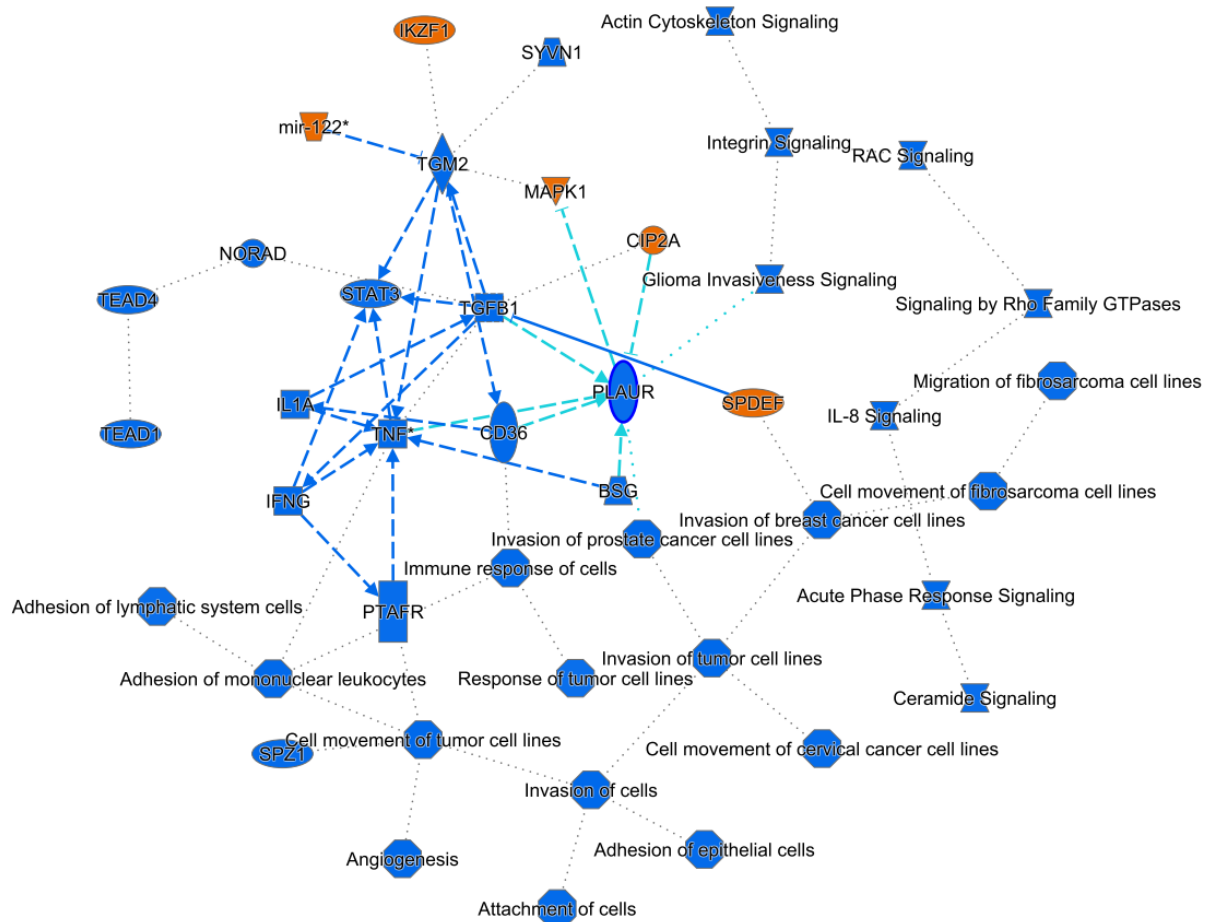 Actin Cytoskeleton Signaling
IKZF1
SYVN1
mir-122*
Integrin Signaling
RAC Signaling
TGM2
MAPK1
CIP2A
NORAD
Glioma Invasiveness Signaling
TEAD4
STAT3
TGFB1
Signaling by Rho Family GTPases
PLAUR
Migration of fibrosarcoma cell lines
IL1A
SPDEF
IL-8 Signaling
TEAD1
TNF*
CD36
BSG
Cell movement of fibrosarcoma cell lines
IFNG
Invasion of breast cancer cell lines
Invasion of prostate cancer cell lines
Immune response of cells
Acute Phase Response Signaling
Adhesion of lymphatic system cells
PTAFR
Invasion of tumor cell lines
Adhesion of mononuclear leukocytes
Response of tumor cell lines
Ceramide Signaling
Cell movement of tumor cell lines
SPZ1
Cell movement of cervical cancer cell lines
Invasion of cells
Angiogenesis
Adhesion of epithelial cells
Attachment of cells